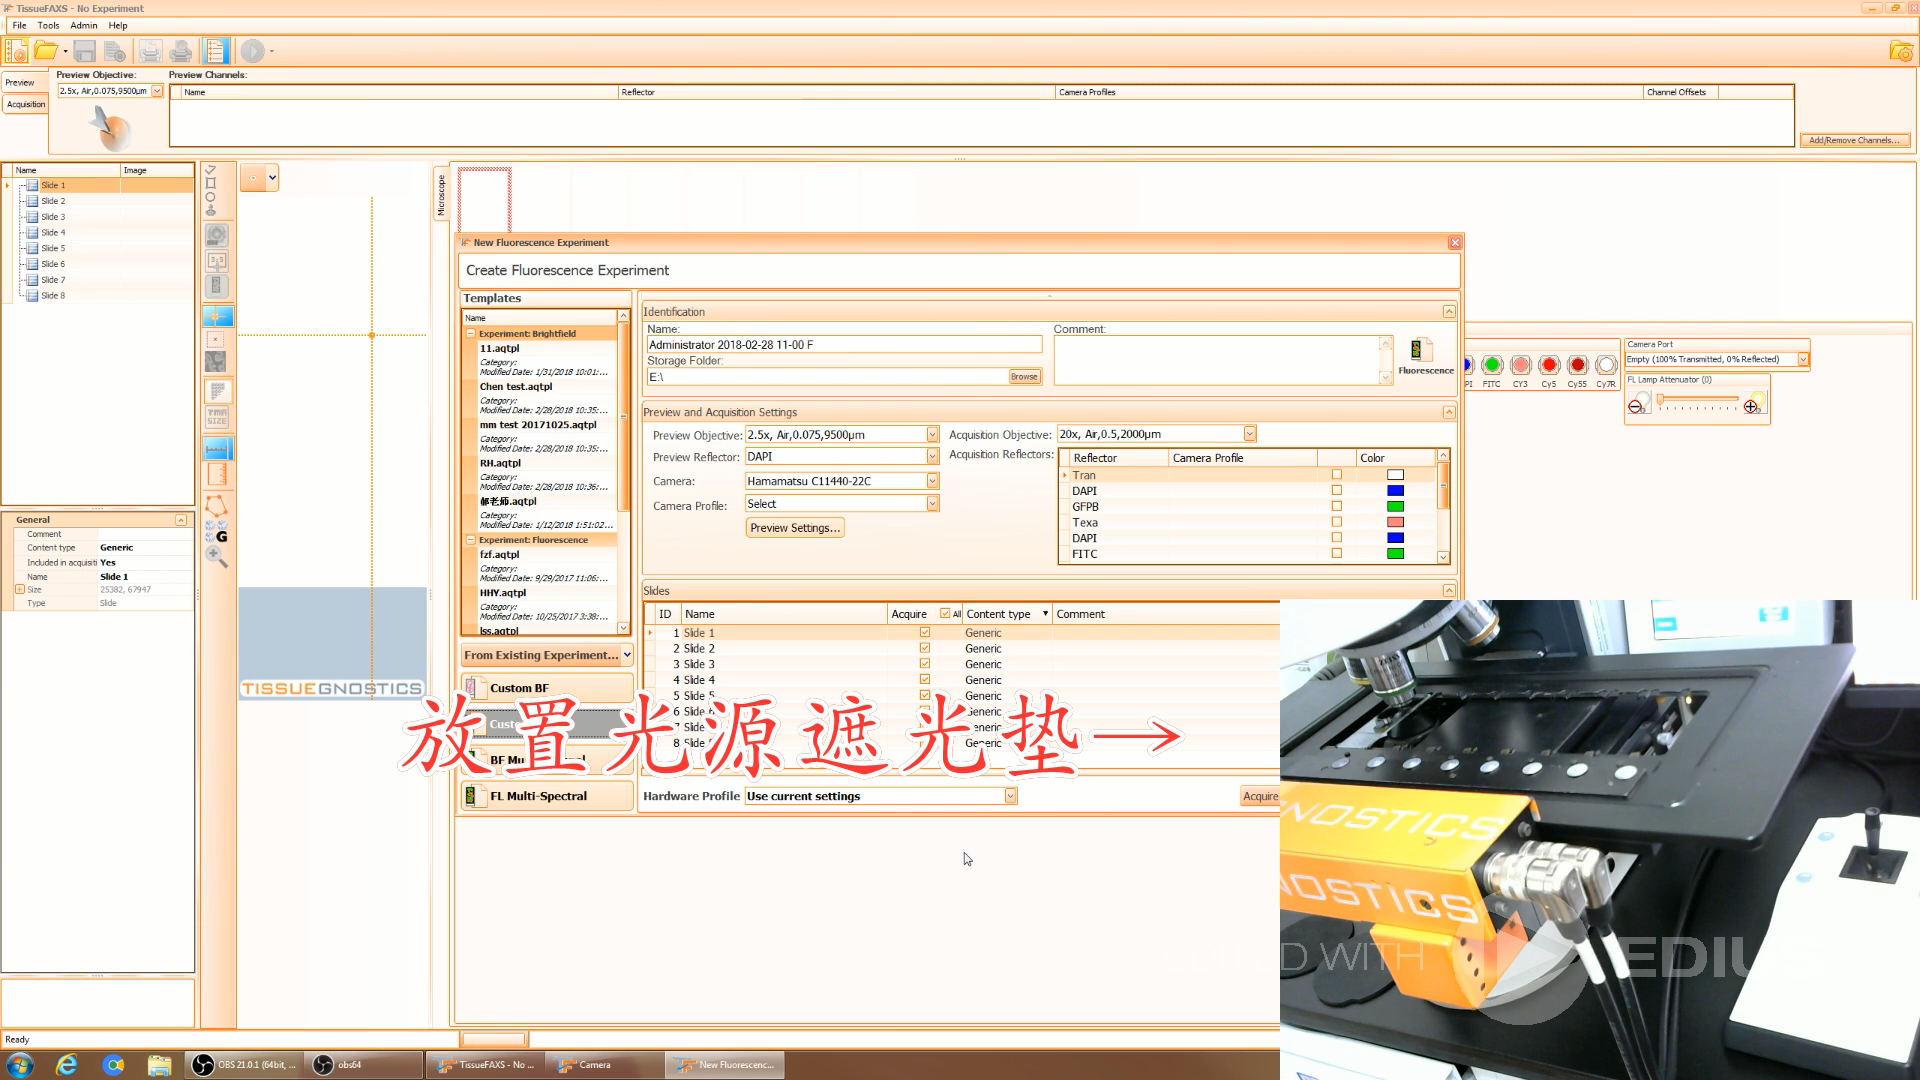 TissueFAXS - No Experiment
File Tools Admin Help
Preview
Acquisition
Preview Objective:
2.5x, Air,0.075,9500µm
Preview Channels:
Name Reflector Camera Profiles Channel Offsets
Add/Remove Channels...
Name Image
Slide 1
Slide 2
Slide 3
Slide 4
Slide 5
Slide 6
Slide 7
Slide 8
General
Comment
Content type Generic
Included in acquisiti Yes
Name Slide 1
Size 25382, 67947
Type Slide
TMA
SIZE
G
TISSUEGNOSTICS
Microscope
New Fluorescence Experiment
Create Fluorescence Experiment
Templates
Name
Experiment: Brightfield
11.aqtpl
Category:
Modified Date: 1/31/2018 10:01:...
Chen test.aqtpl
Category:
Modified Date: 2/28/2018 10:35:...
mm test 20171025.aqtpl
Category:
Modified Date: 2/28/2018 10:35:...
RH.aqtpl
Category:
Modified Date: 2/28/2018 10:36:...
郝老师.aqtpl
Category:
Modified Date: 1/12/2018 1:51:02...
Experiment: Fluorescence
fzf.aqtpl
Category:
Modified Date: 9/29/2017 11:06:...
HHY.aqtpl
Category:
Modified Date: 10/25/2017 3:38:...
lss.aqtpl
From Existing Experiment...
Custom BF
FL Multi-Spectral
Identification
Name:
Administrator 2018-02-28 11-00 F
Storage Folder:
E:\
Browse
Comment:
Fluorescence
Preview and Acquisition Settings
Preview Objective: 2.5x, Air,0.075,9500µm
Preview Reflector: DAPI
Camera: Hamamatsu C11440-22C
Camera Profile: Select
Preview Settings...
Acquisition Objective: 20x, Air,0.5,2000µm
Acquisition Reflectors:
Reflector Camera Profile Color
Tran
DAPI
GFPB
Texa
DAPI
FITC
Slides
ID Name Acquire All Content type Comment
1 Slide 1 Generic
2 Slide 2 Generic
3 Slide 3 Generic
4 Slide 4 Generic
5 Slide 5 Generic
6 Slide Generic
7 Slide Generic
8 Slide Generic
Hardware Profile Use current settings
Acquire
PI FITC CY3 Cy5 Cy55 Cy7R
Camera Port
Empty (100% Transmitted, 0% Reflected)
FL Lamp Attenuator (0)
放置光源遮光垫→
NOSTICS
NOSTICS
D WITH EDIU
Ready
OBS 21.0.1 (64bit, ...
obs64
TissueFAXS - No ...
Camera
New Fluorescenc...